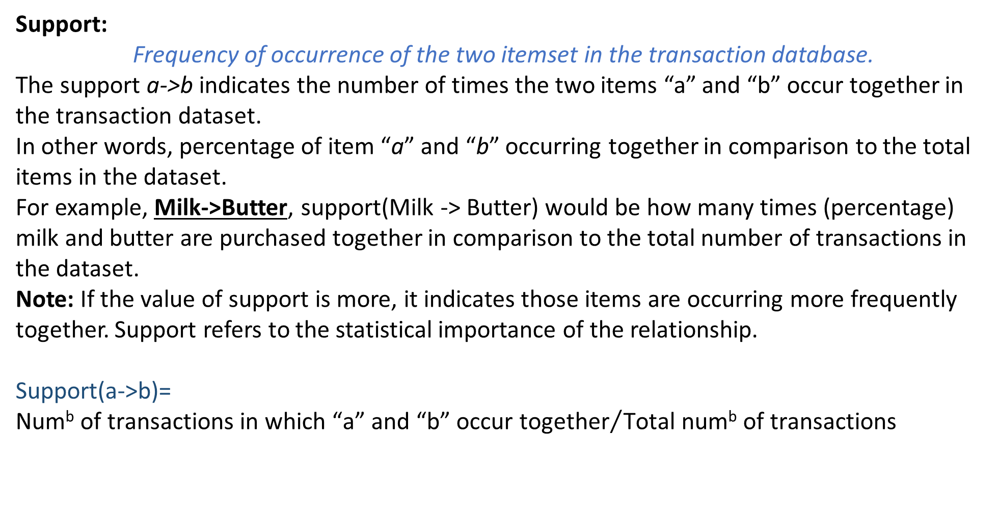 Support:
Frequency of occurrence of the two itemset in the transaction database.
The support a->b indicates the number of times the two items “a” and “b” occur together in
the transaction dataset.
In other words, percentage of item “a” and “b” occurring together in comparison to the total
items in the dataset.
For example, Milk->Butter, support(Milk -> Butter) would be how many times (percentage)
milk and butter are purchased together in comparison to the total number of transactions in
the dataset.
Note: If the value of support is more, it indicates those items are occurring more frequently
together. Support refers to the statistical importance of the relationship.
Support(a->b)=
Numᵇ of transactions in which “a” and “b” occur together/Total numᵇ of transactions